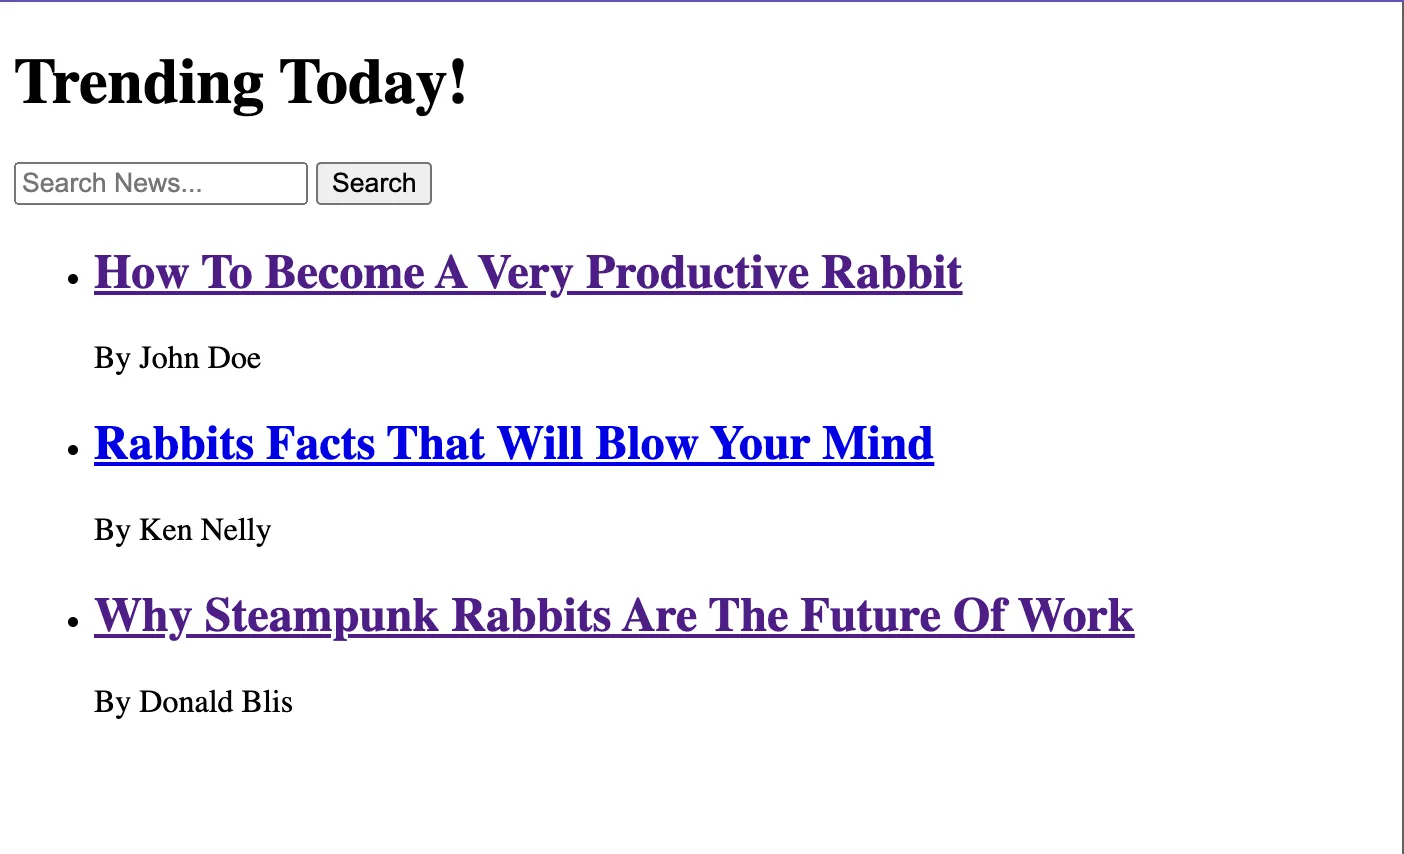 Trending Today!
Search News... Search
How To Become A Very Productive Rabbit
By John Doe
Rabbits Facts That Will Blow Your Mind
By Ken Nelly
Why Steampunk Rabbits Are The Future Of Work
By Donald Blis